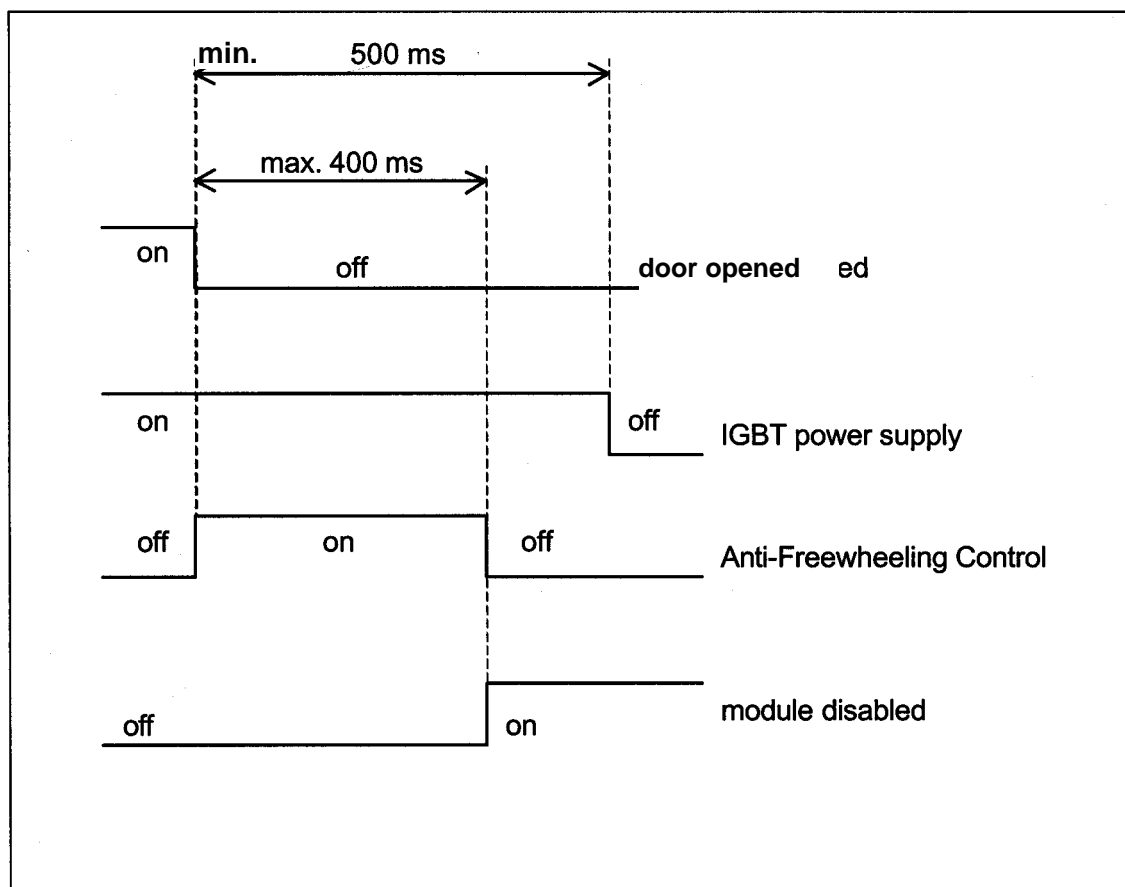 min. 500 ms
max. 400 ms
on off door opened ed
on off IGBT power supply
off on off Anti-Freewheeling Control
off on module disabled